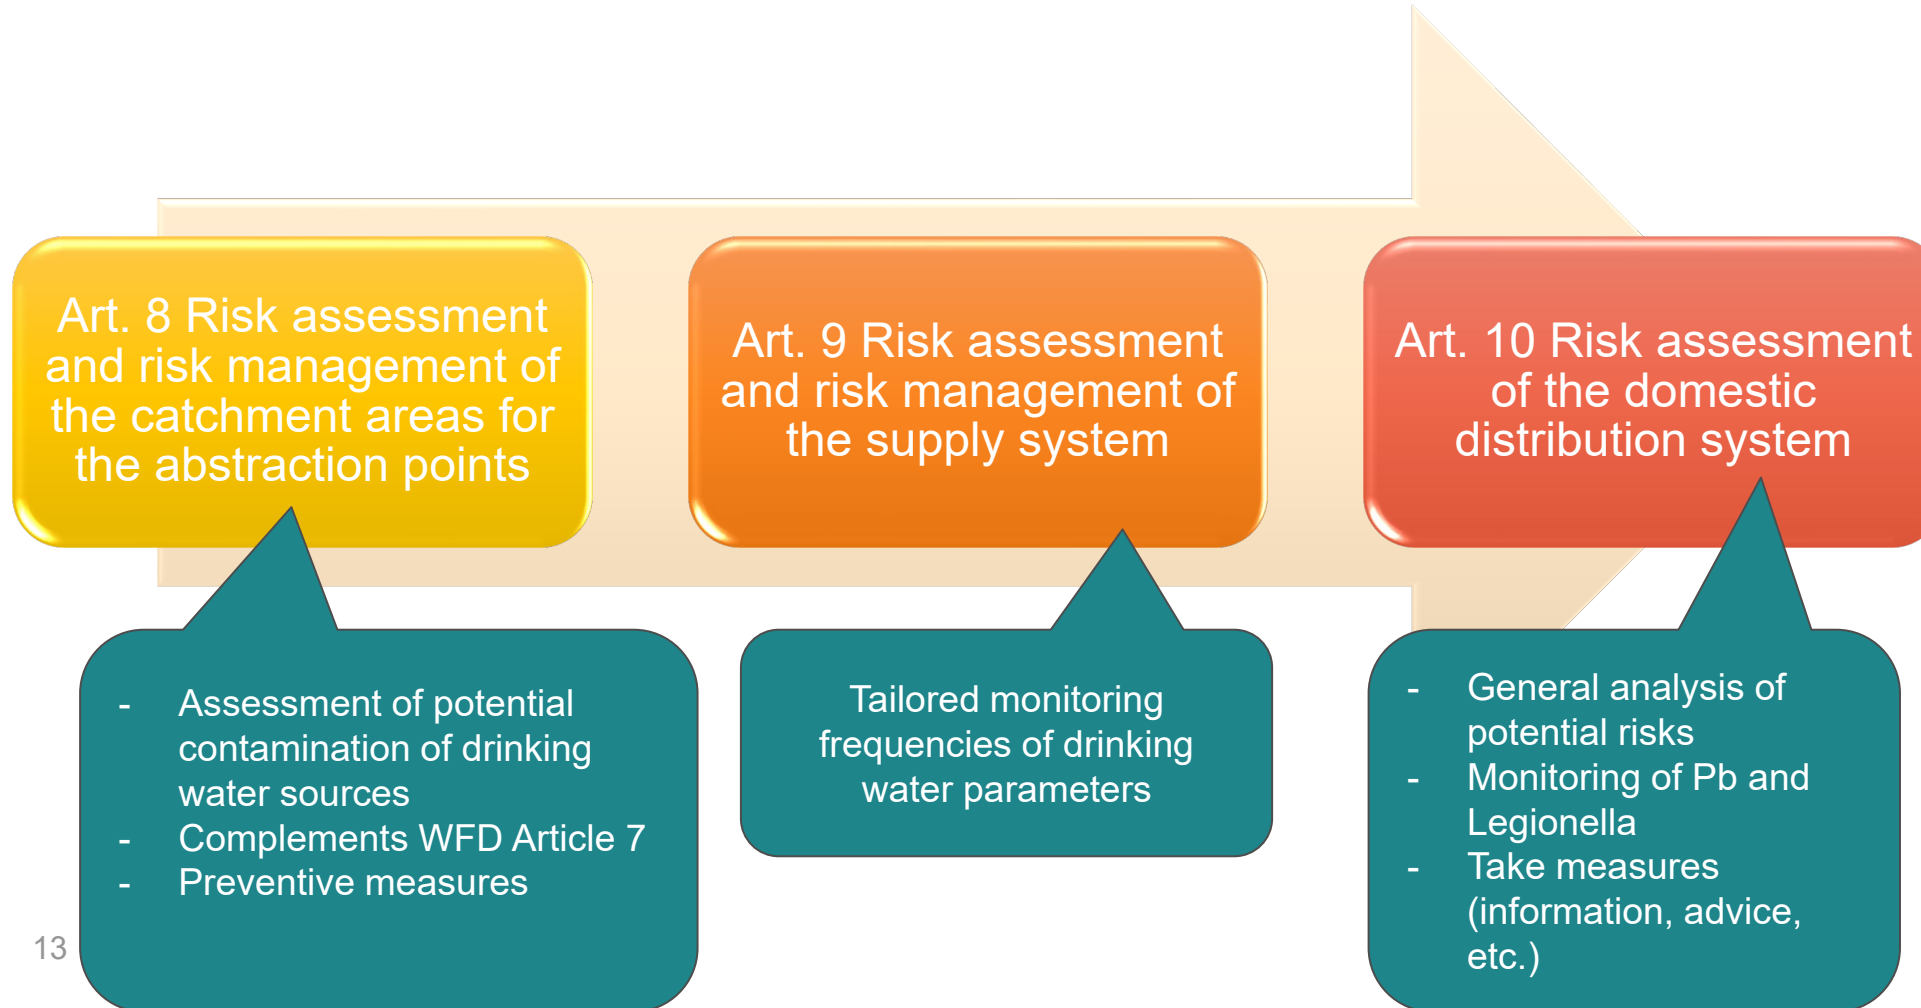 Art. 8 Risk assessment
and risk management of
the catchment areas for
the abstraction points
Art. 9 Risk assessment
and risk management of
the supply system
Art. 10 Risk assessment
of the domestic
distribution system
- Assessment of potential
contamination of drinking
water sources
- Complements WFD Article 7
- Preventive measures
Tailored monitoring
frequencies of drinking
water parameters
- General analysis of
potential risks
- Monitoring of Pb and
Legionella
- Take measures
(information, advice,
etc.)
13